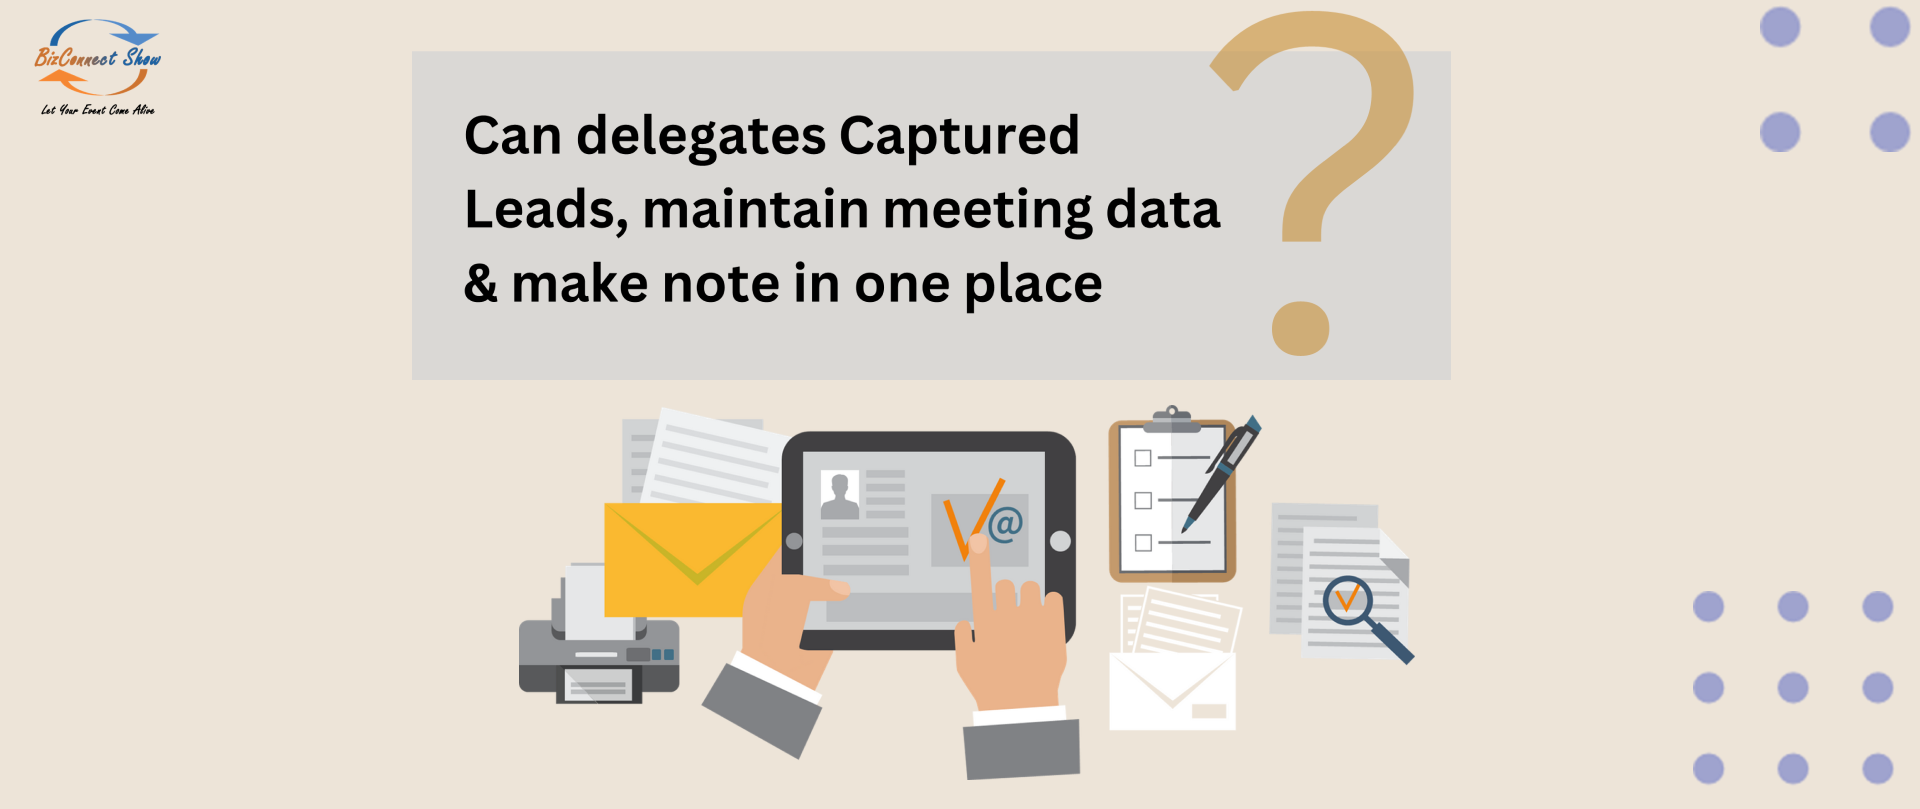 BizConnect Show
Let Your Event Come Alive
Can delegates Captured
Leads, maintain meeting data
& make note in one place
?
@